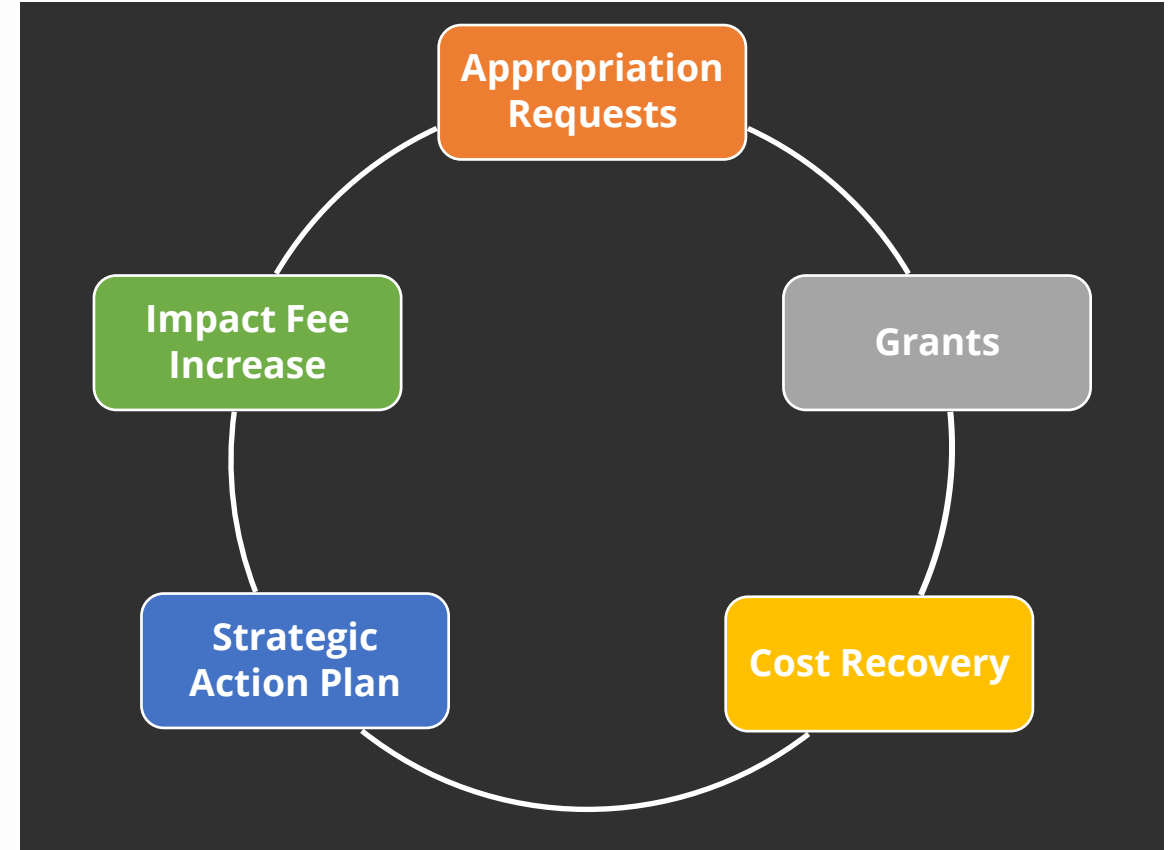 Appropriation
Requests
Impact Fee
Increase
Grants
Strategic
Action Plan
Cost Recovery